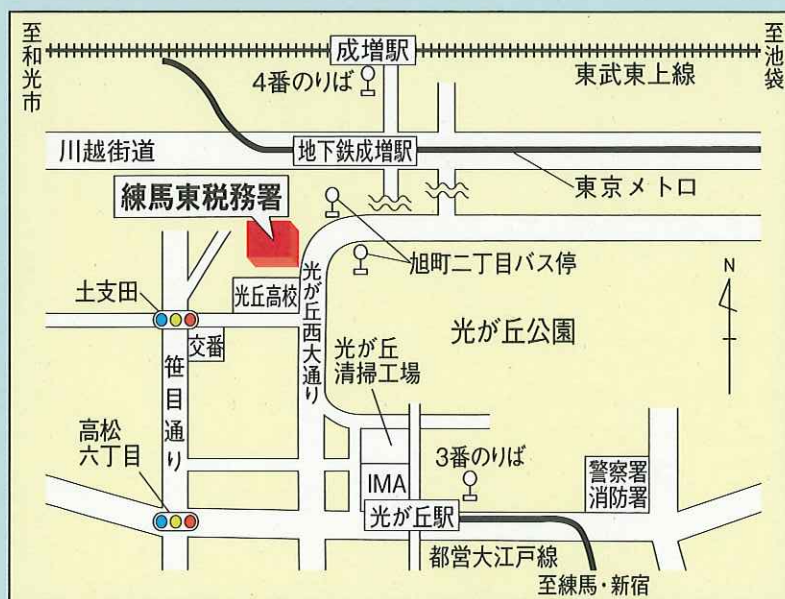 至和光市
至池袋
成増駅
東武東上線
4番のりば
川越街道
地下鉄成増駅
東京メトロ
練馬東税務署
旭町二丁目バス停
土支田
光丘高校
光が丘西大通り
N
交番
光が丘
清掃工場
光が丘公園
笹目通り
高松
六丁目
3番のりば
IMA
警察署
消防署
光が丘駅
都営大江戸線
至練馬・新宿